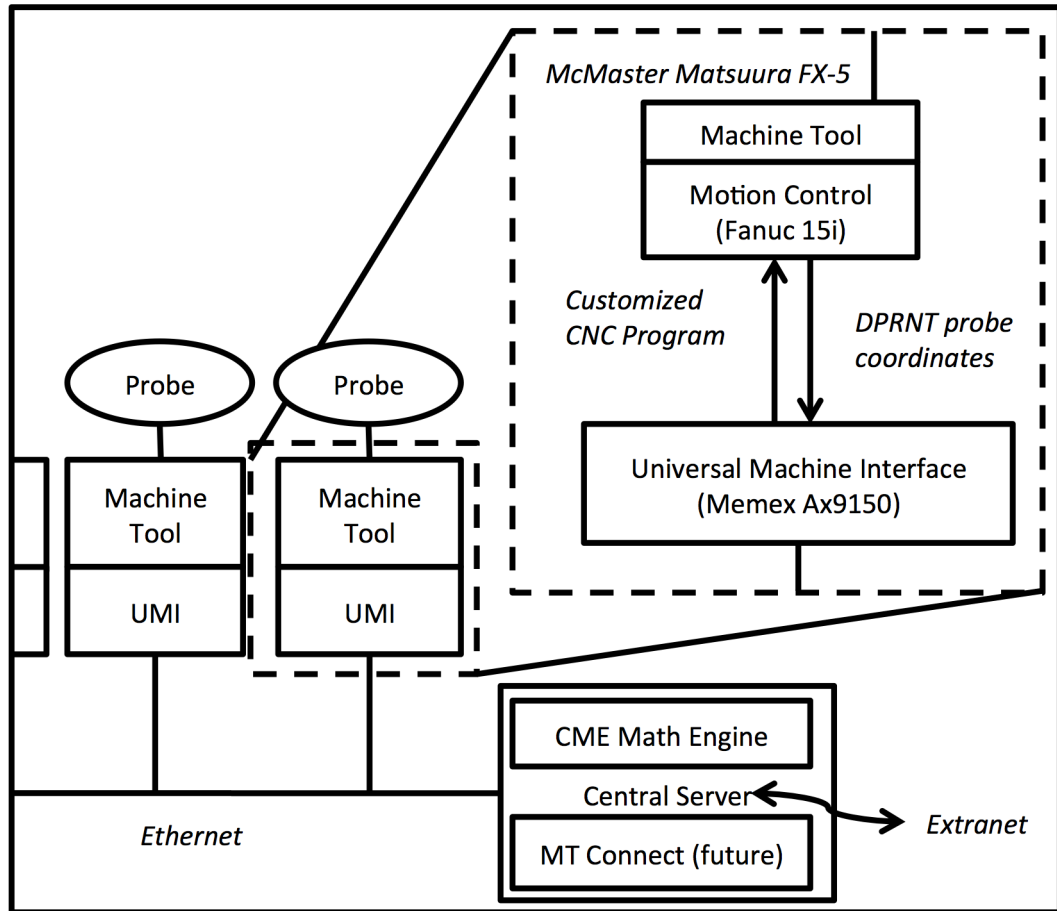 McMaster Matsuura FX-5
Machine Tool
Motion Control
(Fanuc 15i)
Customized
CNC Program
DPRNT probe
coordinates
Universal Machine Interface
(Memex Ax9150)
Probe
Probe
Machine
Tool
UMI
Machine
Tool
UMI
CME Math Engine
Central Server
MT Connect (future)
Ethernet
Extranet